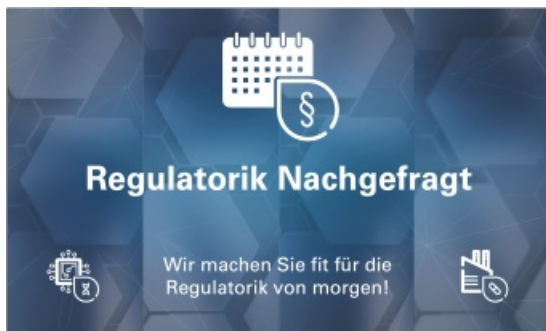 §
Regulatorik Nachgefragt
Wir machen Sie fit für die
Regulatorik von morgen!